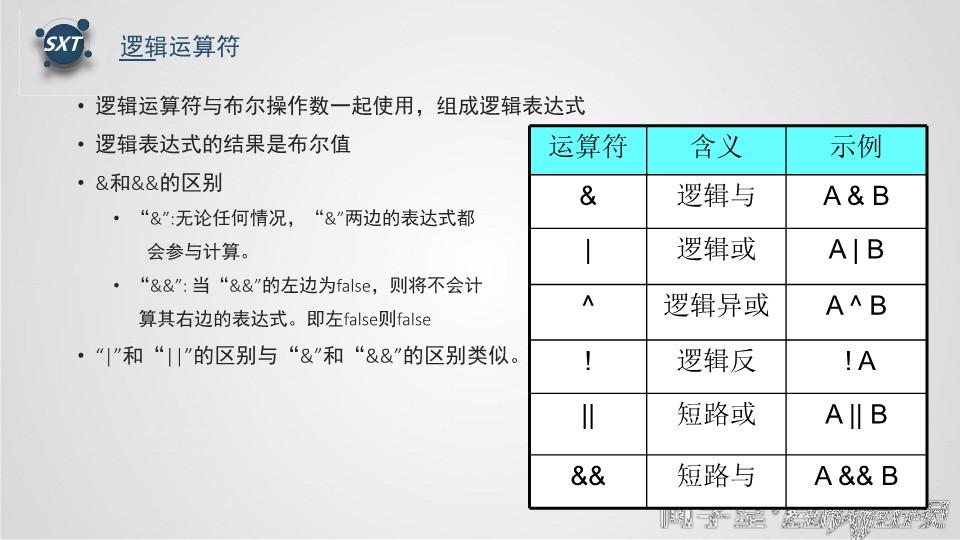 SXT
逻辑运算符
• 逻辑运算符与布尔操作数一起使用，组成逻辑表达式
• 逻辑表达式的结果是布尔值
• &和&&的区别
• “&”:无论任何情况，“&”两边的表达式都
会参与计算。
• “&&”: 当“&&”的左边为false，则将不会计
算其右边的表达式。即左false则false
• “|”和“||”的区别与“&”和“&&”的区别类似。
运算符 含义 示例
& 逻辑与 A & B
| 逻辑或 A | B
^ 逻辑异或 A ^ B
! 逻辑反 ! A
|| 短路或 A || B
&& 短路与 A && B